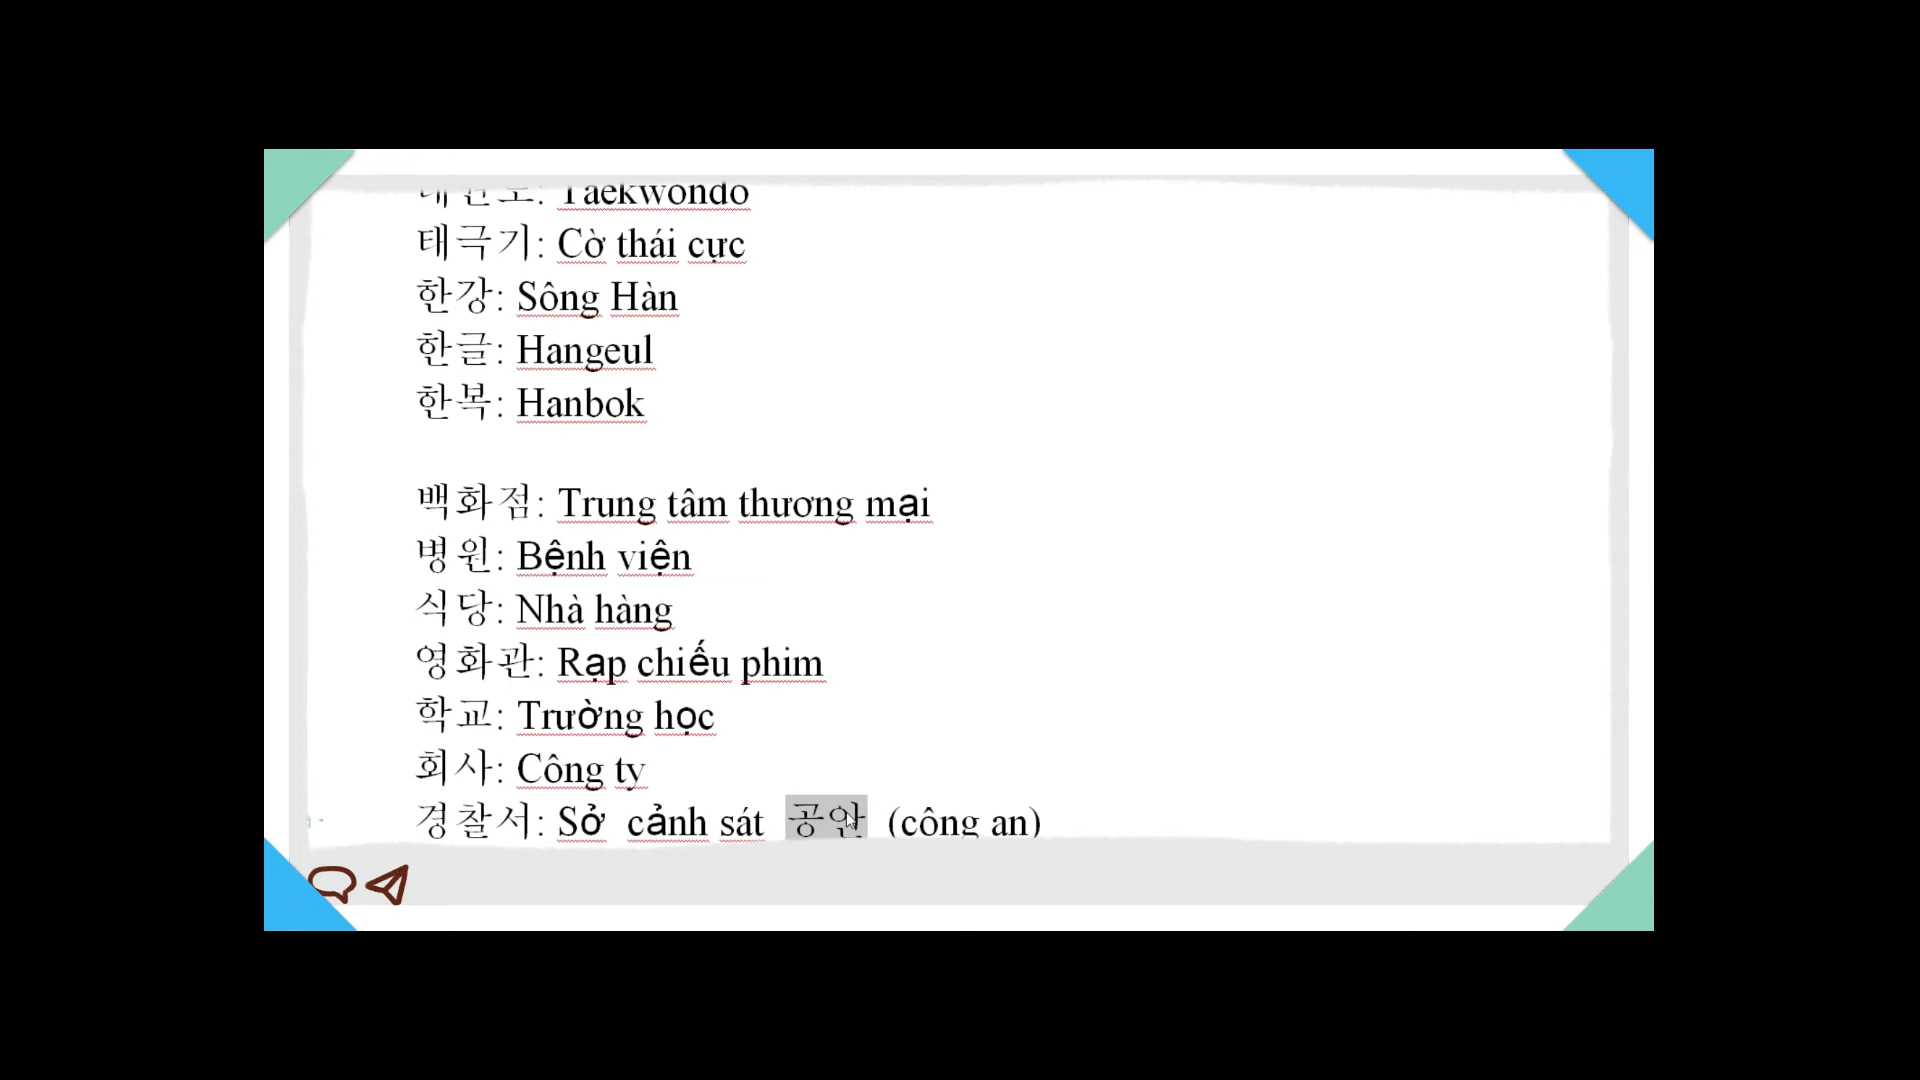 Taekwondo
태극기: Cờ thái cực
한강: Sông Hàn
한글: Hangeul
한복: Hanbok
백화점: Trung tâm thương mại
병원: Bệnh viện
식당: Nhà hàng
영화관: Rạp chiếu phim
학교: Trường học
회사: Công ty
경찰서: Sở cảnh sát 공안 (công an)